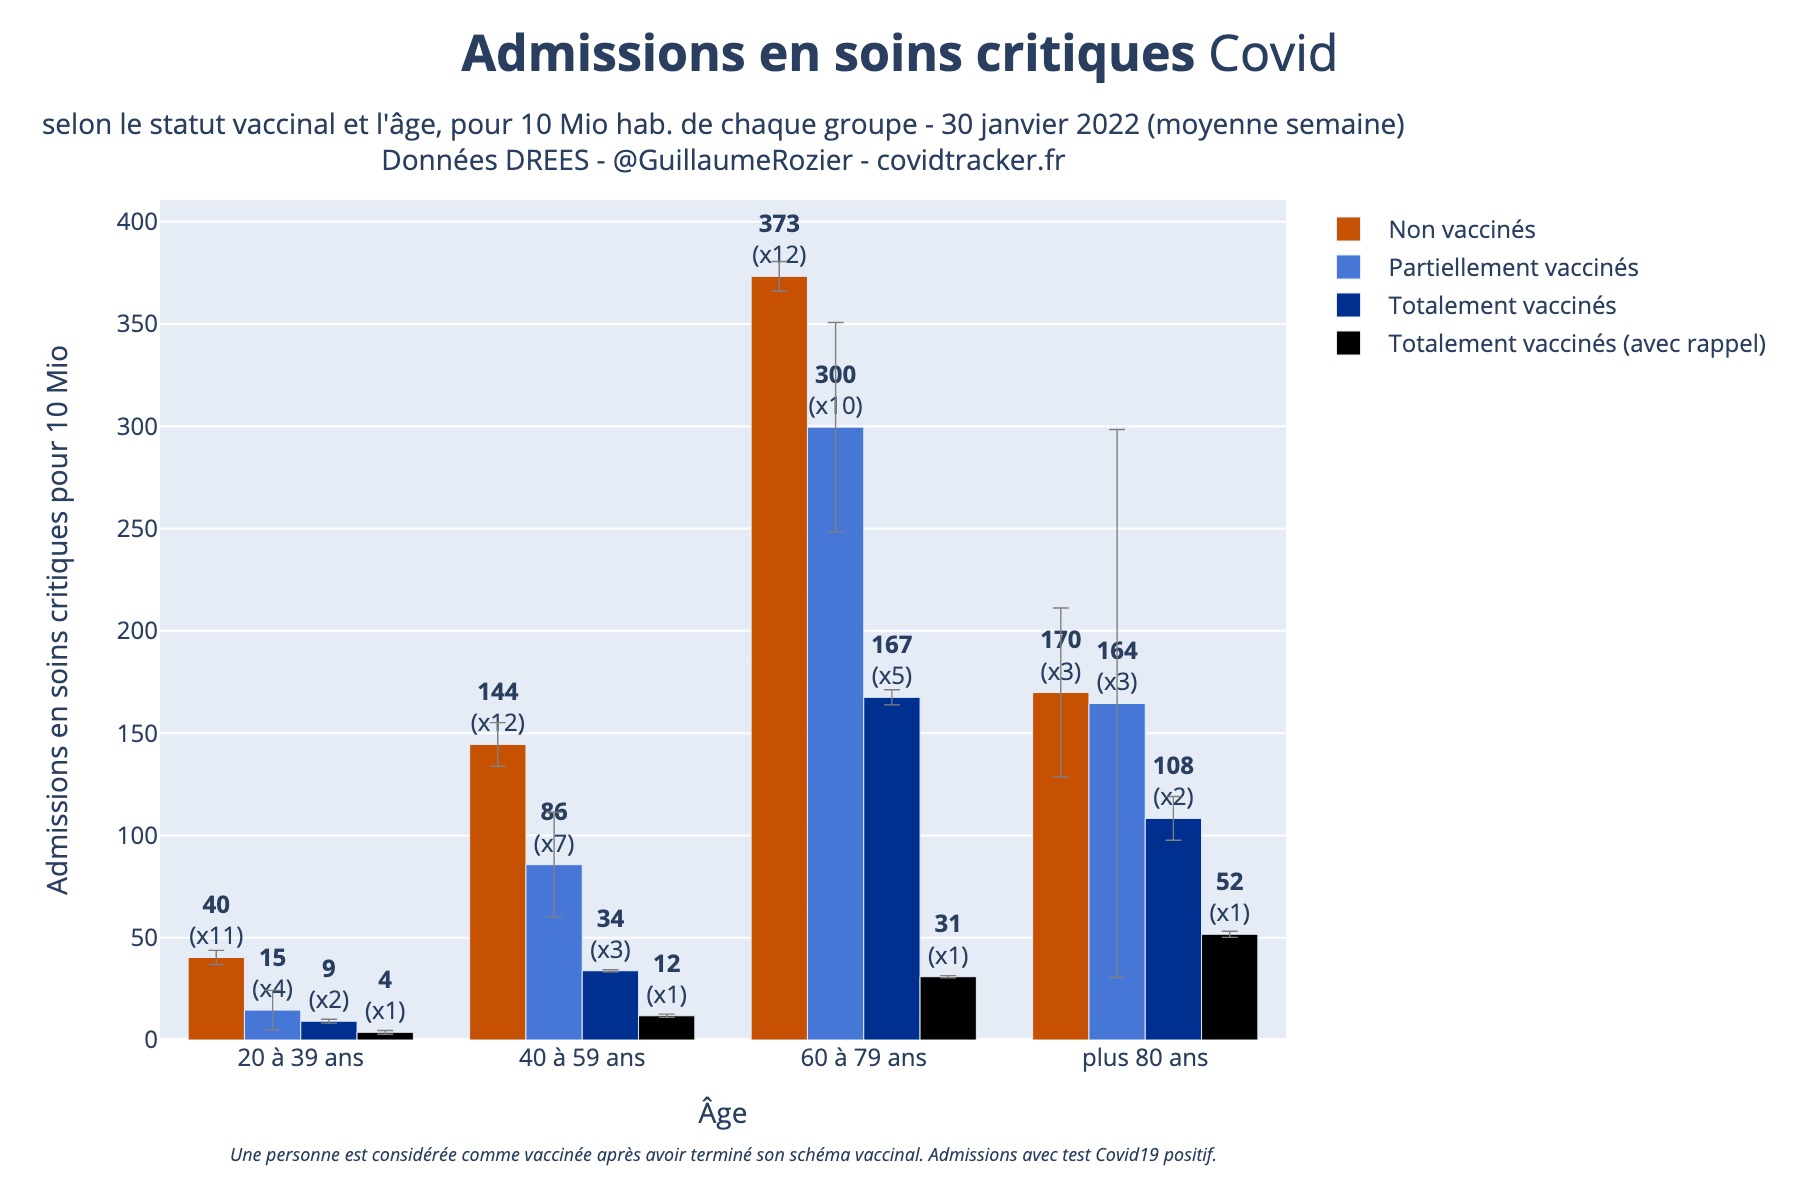 Admissions en soins critiques Covid
selon le statut vaccinal et l'âge, pour 10 Mio hab. de chaque groupe - 30 janvier 2022 (moyenne semaine)
Données DREES - @GuillaumeRozier - covidtracker.fr
Admissions en soins critiques pour 10 Mio
400
350
300
250
200
150
100
50
0
40
(x11)
15
(x4)
9
(x2)
4
(x1)
144
(x12)
86
(x7)
34
(x3)
12
(x1)
373
(x12)
300
(x10)
167
(x5)
31
(x1)
170
(x3)
164
(x3)
108
(x2)
52
(x1)
20 à 39 ans
40 à 59 ans
60 à 79 ans
plus 80 ans
Âge
Non vaccinés
Partiellement vaccinés
Totalement vaccinés
Totalement vaccinés (avec rappel)
Une personne est considérée comme vaccinée après avoir terminé son schéma vaccinal. Admissions avec test Covid19 positif.